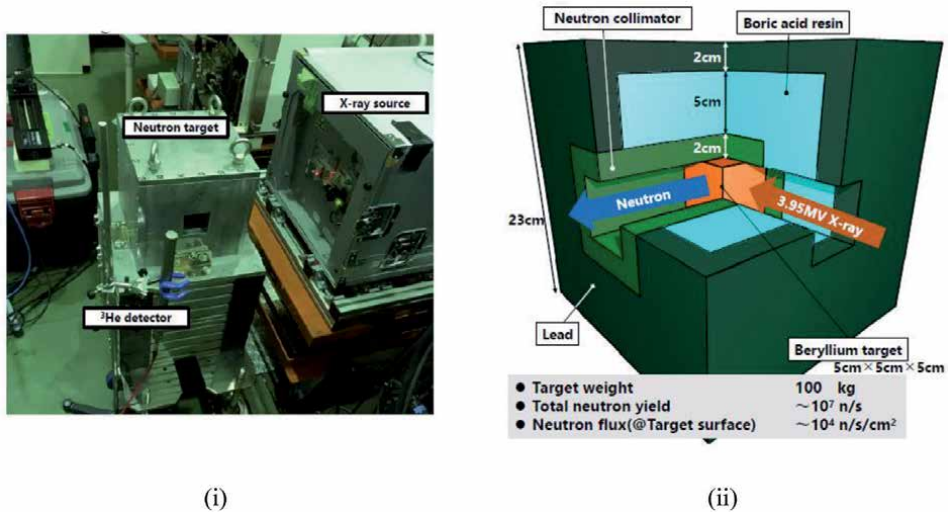 Neutron target
X-ray source
³He detector
(i)
Neutron collimator
Boric acid resin
2cm
5cm
2cm
23cm
Neutron
3.95MV X-ray
Lead
Beryllium target
5cm×5cm×5cm
● Target weight 100 kg
● Total neutron yield ～10⁷ n/s
● Neutron flux(@Target surface) ～10⁴ n/s/cm²
(ii)